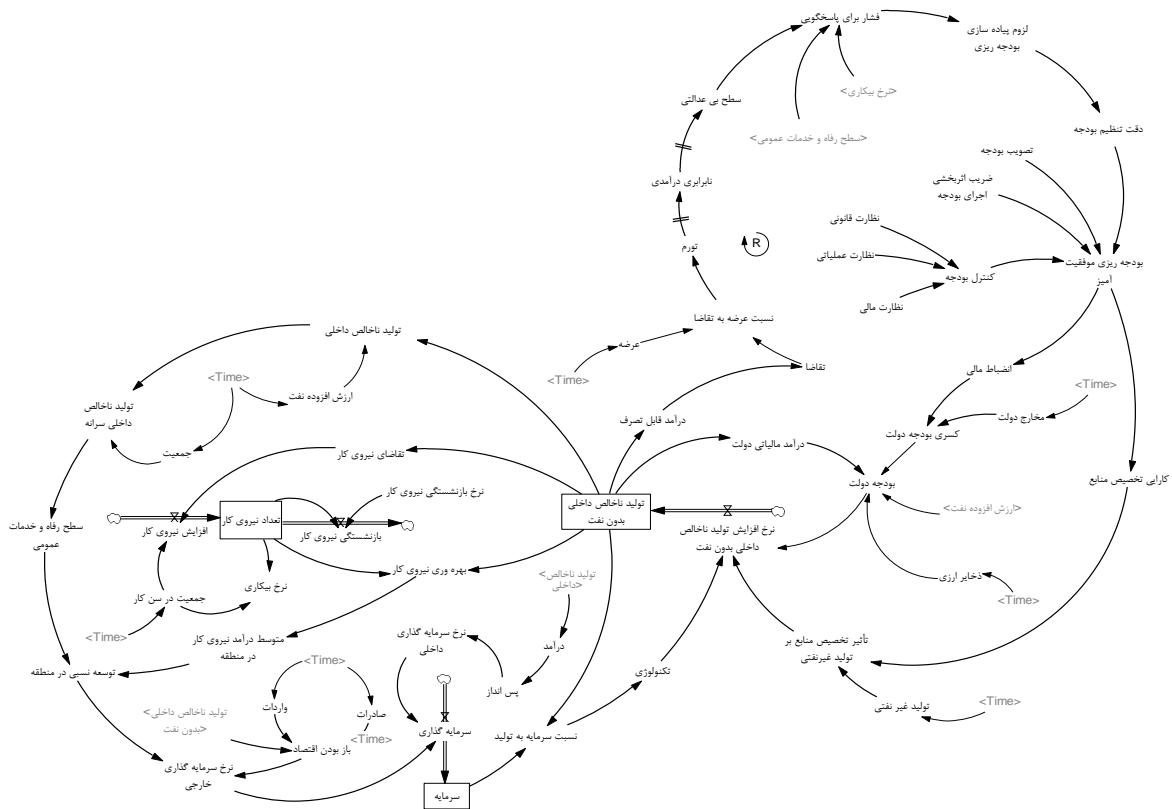 فشار برای پاسخگویی
لزوم پیاده سازی
بودجه ریزی
<نرخ بیکاری>
سطح بی عدالتی
<سطح رفاه و خدمات عمومی>
دقت تنظیم بودجه
تصویب بودجه
ضریب اثربخشی
اجرای بودجه
نابرابری درآمدی
نظارت قانونی
تورم
R
نظارت عملیاتی
کنترل بودجه
بودجه ریزی موفقیت
آمیز
نظارت مالی
نسبت عرضه به تقاضا
تولید ناخالص داخلی
عرضه
<Time>
تقاضا
انضباط مالی
<Time>
<Time>
ارزش افزوده نفت
تولید ناخالص
داخلی سرانه
درآمد قابل تصرف
مخارج دولت
کسری بودجه دولت
جمعیت
تقاضای نیروی کار
درآمد مالیاتی دولت
بودجه دولت
کارایی تخصیص منابع
نرخ بازنشستگی نیروی کار
تولید ناخالص داخلی
بدون نفت
<ارزش افزوده نفت>
سطح رفاه و خدمات
عمومی
افزایش نیروی کار
تعداد نیروی کار
بازنشستگی نیروی کار
نرخ افزایش تولید ناخالص
داخلی بدون نفت
نرخ بیکاری
بهره وری نیروی کار
<تولید ناخالص
داخلی>
ذخایر ارزی
<Time>
جمعیت در سن کار
<Time>
متوسط درآمد نیروی کار
در منطقه
نرخ سرمایه گذاری
داخلی
درآمد
تأثیر تخصیص منابع بر
تولید غیرنفتی
توسعه نسبی در منطقه
<Time>
تکنولوژی
پس انداز
واردات
صادرات
تولید غیر نفتی
<Time>
<تولید ناخالص داخلی
بدون نفت>
<Time>
باز بودن اقتصاد
سرمایه گذاری
نسبت سرمایه به تولید
نرخ سرمایه گذاری
خارجی
سرمایه